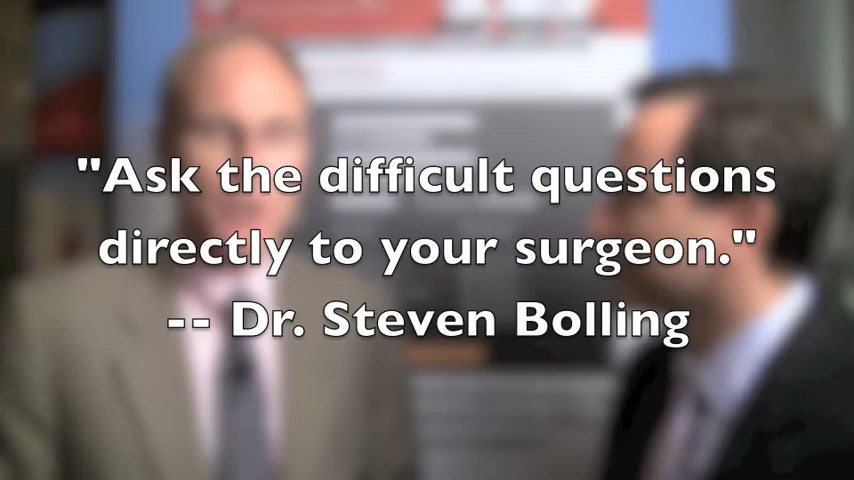 "Ask the difficult questions
directly to your surgeon."
-- Dr. Steven Bolling